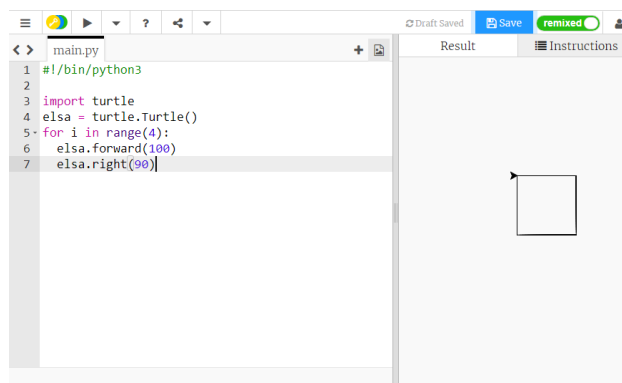 ? Draft Saved Save remixed
main.py Result Instructions
1 #!/bin/python3
2
3 import turtle
4 elsa = turtle.Turtle()
5 for i in range(4):
6 elsa.forward(100)
7 elsa.right(90)